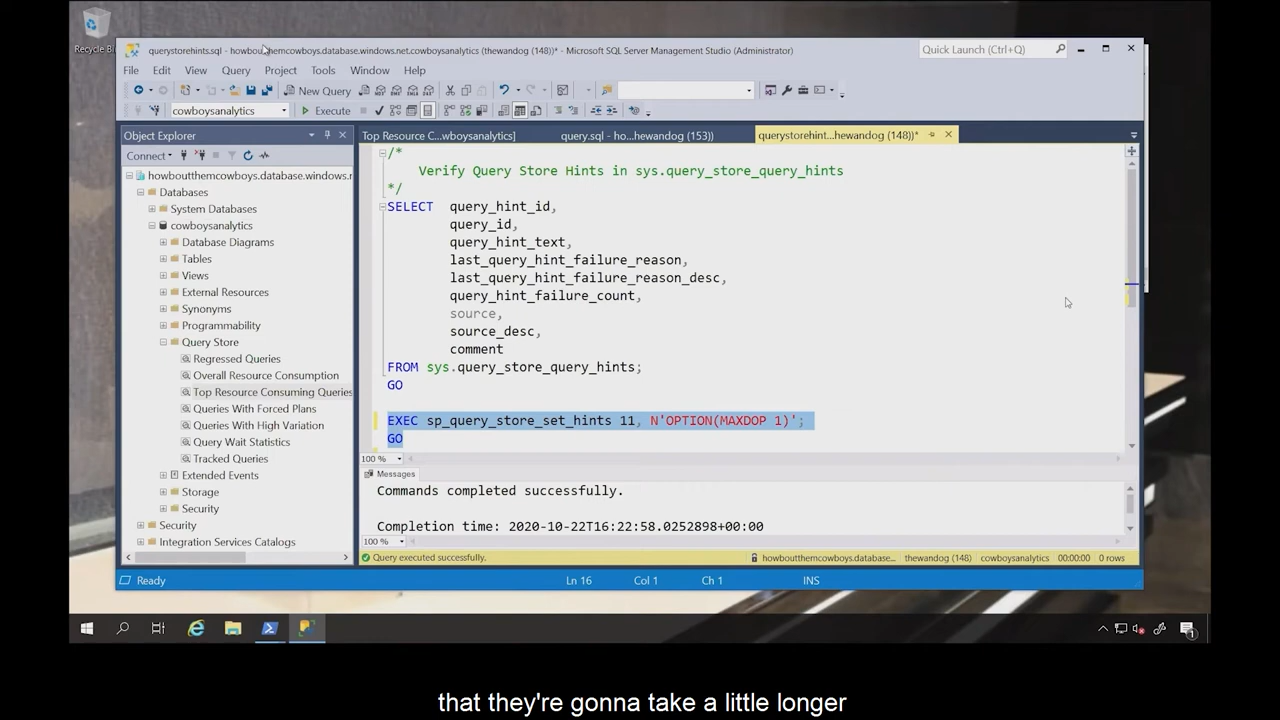 Recycle Bi
querystorehints.sql - howboutthemcowboys.database.windows.net.cowboysanalytics (thewandog (148))* - Microsoft SQL Server Management Studio (Administrator)
Quick Launch (Ctrl+Q)
File Edit View Query Project Tools Window Help
New Query
cowboysanalytics
Execute
Object Explorer
Top Resource C...wboysanalytics]
query.sql - ho...hewandog (153))
querystorehint...hewandog (148))*
Connect
howboutthemcowboys.database.windows.r
Databases
System Databases
cowboysanalytics
Database Diagrams
Tables
Views
External Resources
Synonyms
Programmability
Query Store
Regressed Queries
Overall Resource Consumption
Top Resource Consuming Queries
Queries With Forced Plans
Queries With High Variation
Query Wait Statistics
Tracked Queries
Extended Events
Storage
Security
Security
Integration Services Catalogs
/*
Verify Query Store Hints in sys.query_store_query_hints
*/
SELECT query_hint_id,
query_id,
query_hint_text,
last_query_hint_failure_reason,
last_query_hint_failure_reason_desc,
query_hint_failure_count,
source,
source_desc,
comment
FROM sys.query_store_query_hints;
GO
EXEC sp_query_store_set_hints 11, N'OPTION(MAXDOP 1)';
GO
100 %
Messages
Commands completed successfully.
Completion time: 2020-10-22T16:22:58.0252898+00:00
100 %
Query executed successfully.
howboutthemcowboys.database... thewandog (148) cowboysanalytics 00:00:00 0 rows
Ready Ln 16 Col 1 Ch 1 INS
1
that they're gonna take a little longer